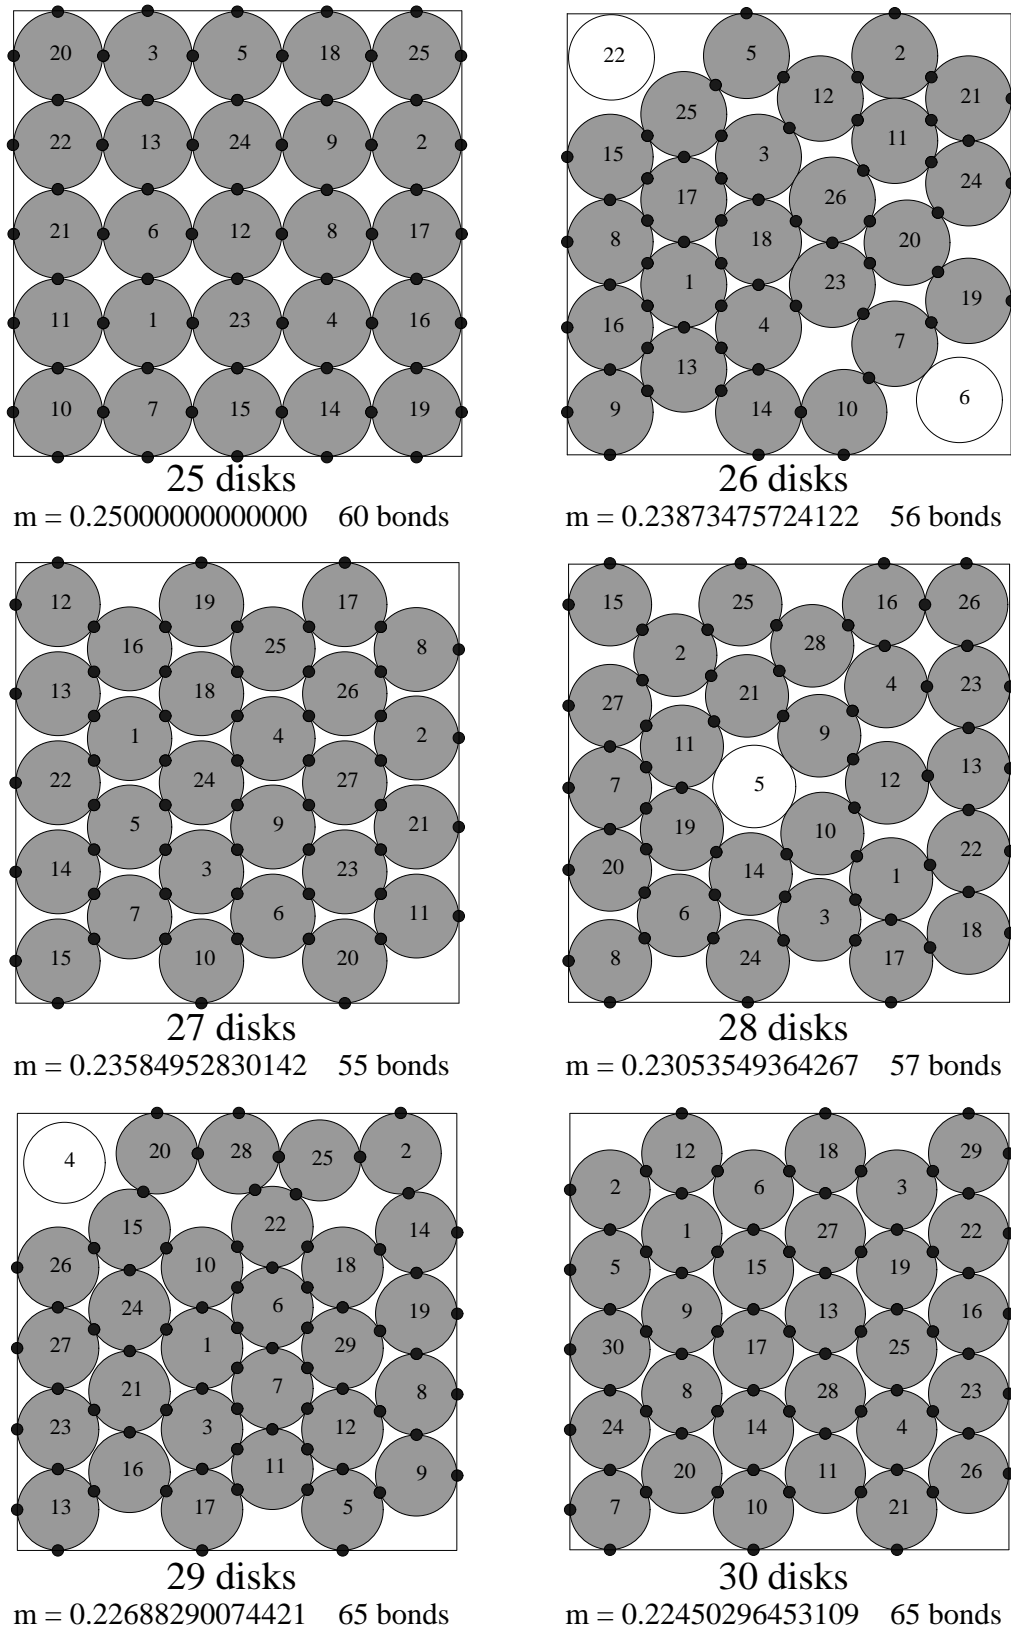 20 3 5 18 25
22 13 24 9 2
21 6 12 8 17
11 1 23 4 16
10 7 15 14 19
25 disks
m = 0.25000000000000 60 bonds
22 5 2
12 21
25 11
15 3 24
17 26
8 18 20
1 23 19
16 4 7
13 6
9 14 10
26 disks
m = 0.23873475724122 56 bonds
12 19 17
16 25 8
13 18 26
1 4 2
22 24 27
5 9 21
14 3 23
7 6 11
15 10 20
27 disks
m = 0.23584952830142 55 bonds
15 25 16 26
2 28
27 21 4 23
11 9
7 5 12 13
19 10 22
20 14 1
6 3 18
8 24 17
28 disks
m = 0.23053549364267 57 bonds
4 20 28 25 2
15 22 14
26 10 18
24 6 19
27 1 29
21 7 8
23 3 12
16 11 9
13 17 5
29 disks
m = 0.22688290074421 65 bonds
12 18 29
2 6 3
1 27 22
5 15 19
9 13 16
30 17 25
8 28 23
24 14 4
20 11 26
7 10 21
30 disks
m = 0.22450296453109 65 bonds